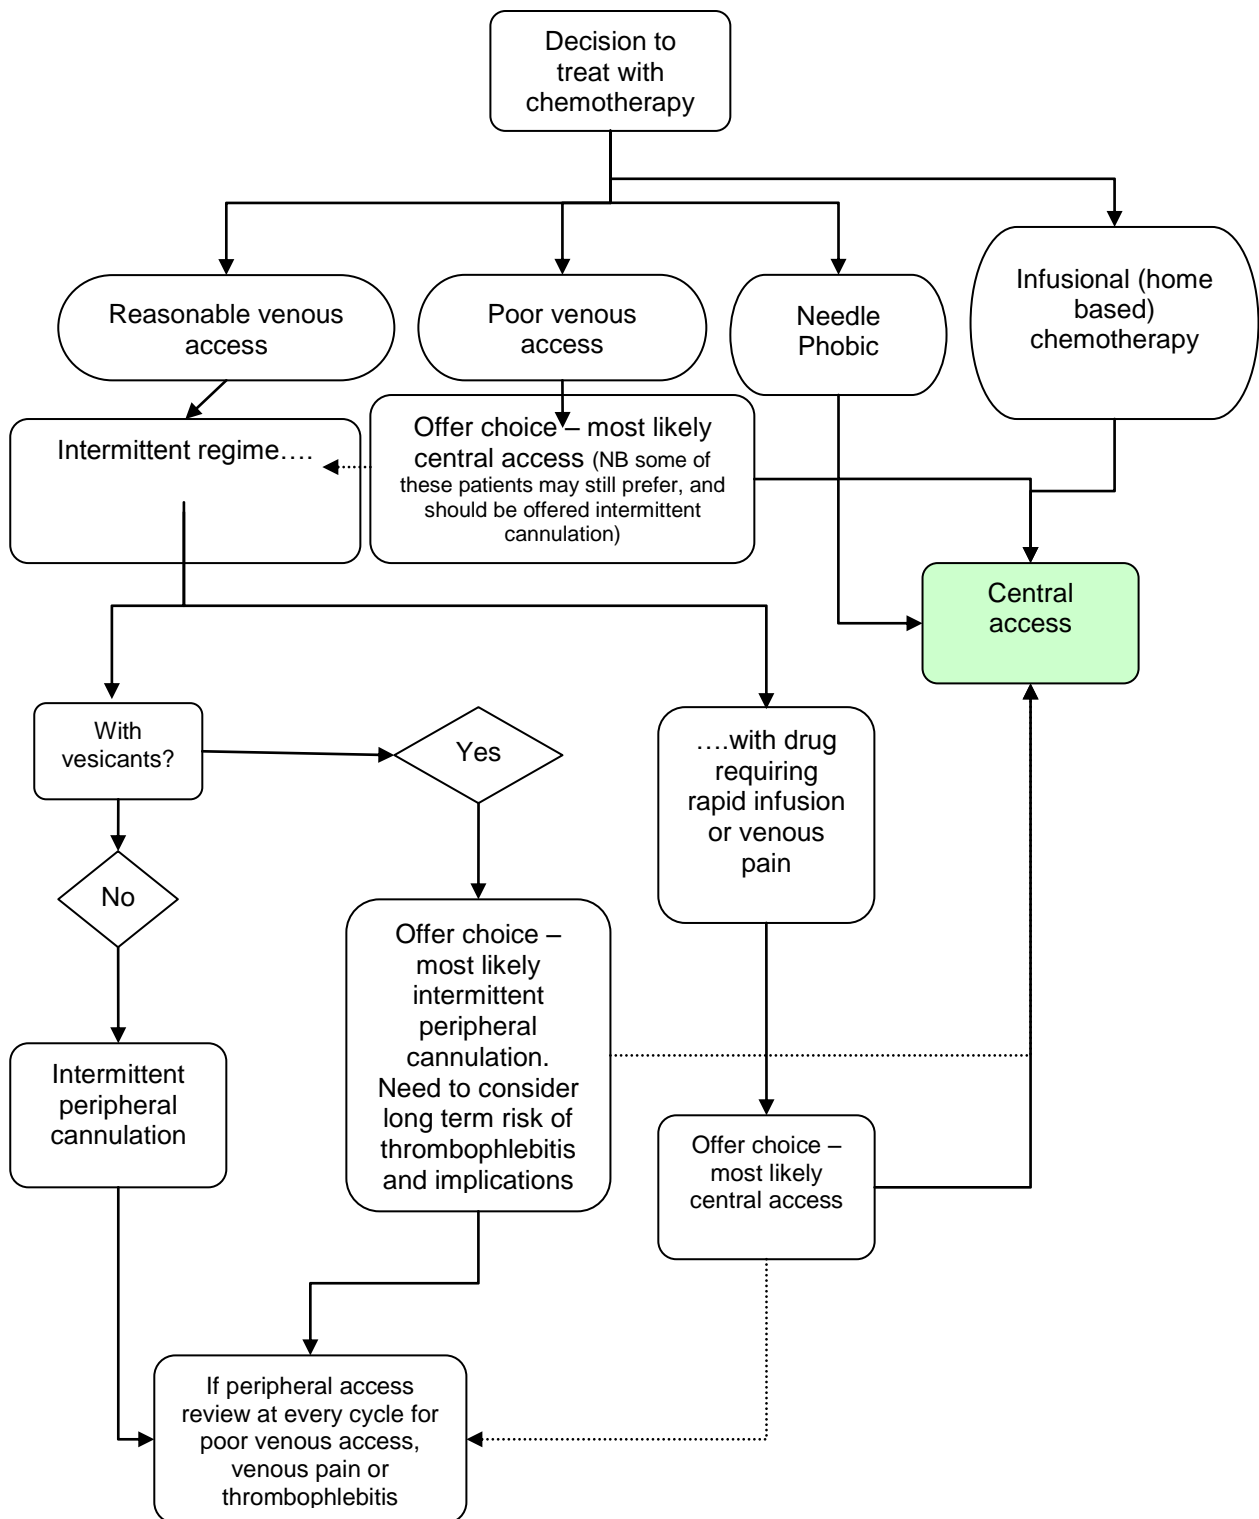 Decision to
treat with
chemotherapy
Reasonable venous
access
Poor venous
access
Needle
Phobic
Infusional (home
based)
chemotherapy
Intermittent regime….
Offer choice – most likely
central access (NB some of
these patients may still prefer, and
should be offered intermittent
cannulation)
Central
access
With
vesicants?
Yes
….with drug
requiring
rapid infusion
or venous
pain
No
Offer choice –
most likely
intermittent
peripheral
cannulation.
Need to consider
long term risk of
thrombophlebitis
and implications
Intermittent
peripheral
cannulation
Offer choice –
most likely
central access
If peripheral access
review at every cycle for
poor venous access,
venous pain or
thrombophlebitis